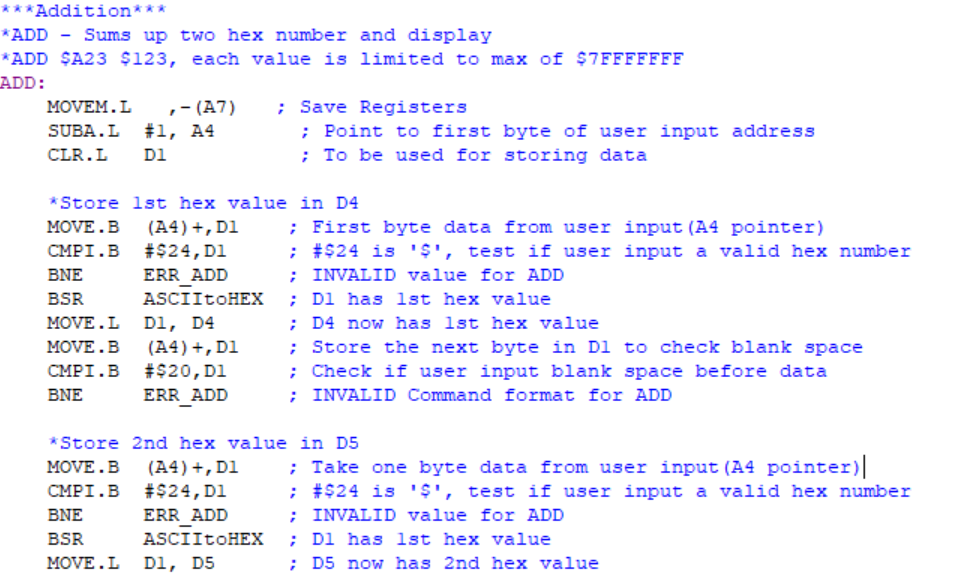 ***Addition***
*ADD - Sums up two hex number and display
*ADD $A23 $123, each value is limited to max of $7FFFFFFF
ADD:
MOVEM.L ,-(A7) ; Save Registers
SUBA.L #1, A4 ; Point to first byte of user input address
CLR.L D1 ; To be used for storing data
*Store 1st hex value in D4
MOVE.B (A4)+,D1 ; First byte data from user input(A4 pointer)
CMPI.B #$24,D1 ; #$24 is '$', test if user input a valid hex number
BNE ERR_ADD ; INVALID value for ADD
BSR ASCIItoHEX ; D1 has 1st hex value
MOVE.L D1, D4 ; D4 now has 1st hex value
MOVE.B (A4)+,D1 ; Store the next byte in D1 to check blank space
CMPI.B #$20,D1 ; Check if user input blank space before data
BNE ERR_ADD ; INVALID Command format for ADD
*Store 2nd hex value in D5
MOVE.B (A4)+,D1 ; Take one byte data from user input(A4 pointer)
CMPI.B #$24,D1 ; #$24 is '$', test if user input a valid hex number
BNE ERR_ADD ; INVALID value for ADD
BSR ASCIItoHEX ; D1 has 1st hex value
MOVE.L D1, D5 ; D5 now has 2nd hex value